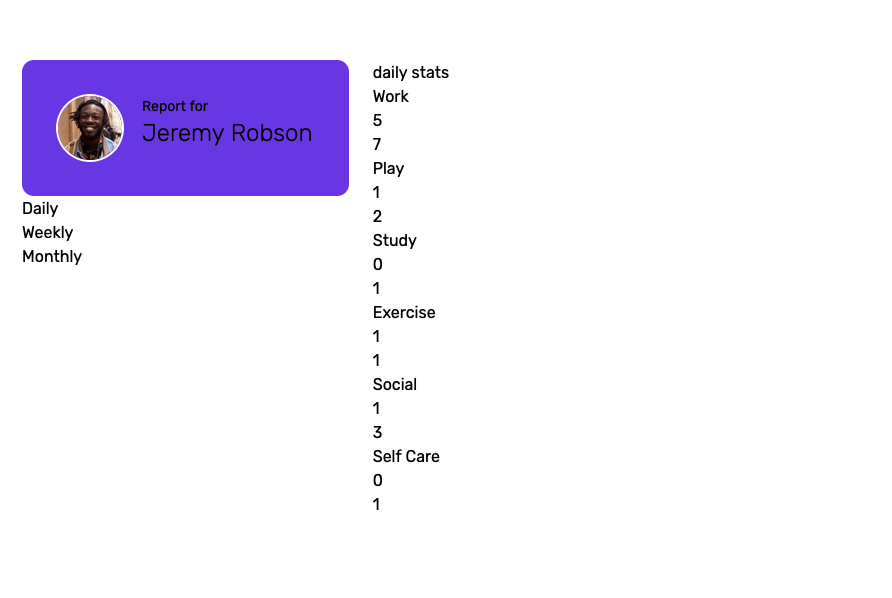 Report for
Jeremy Robson
Daily
Weekly
Monthly
daily stats
Work
5
7
Play
1
2
Study
0
1
Exercise
1
1
Social
1
3
Self Care
0
1